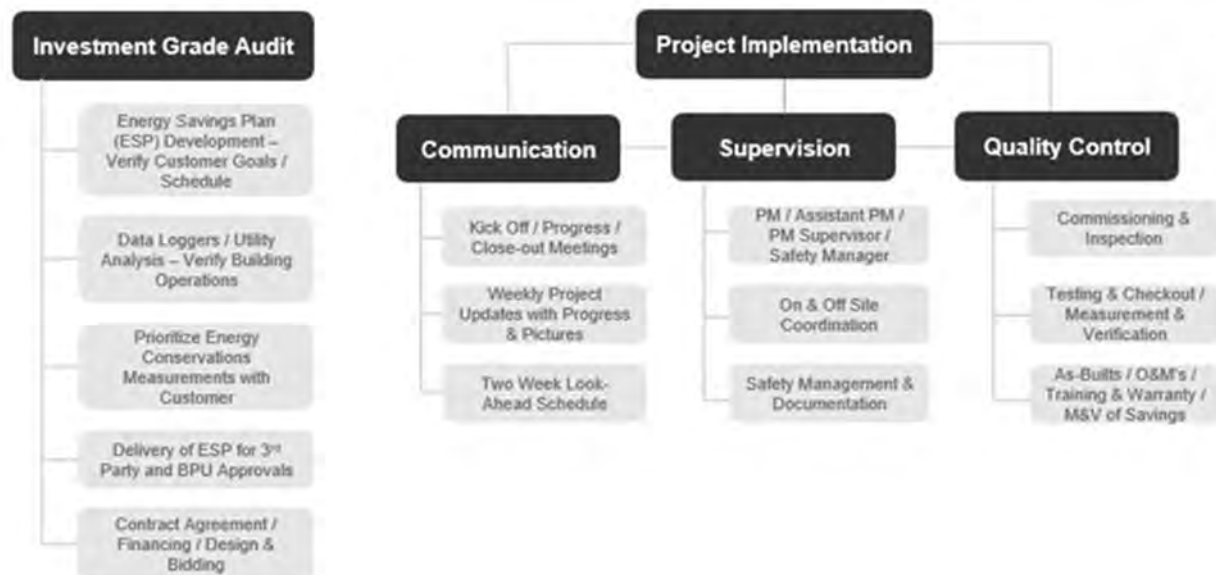 Investment Grade Audit
Energy Savings Plan
(ESP) Development –
Verify Customer Goals /
Schedule
Data Loggers / Utility
Analysis – Verify Building
Operations
Prioritize Energy
Conservations
Measurements with
Customer
Delivery of ESP for 3rd
Party and BPU Approvals
Contract Agreement /
Financing / Design &
Bidding
Project Implementation
Communication
Kick Off / Progress /
Close-out Meetings
Weekly Project
Updates with Progress
& Pictures
Two Week Look-
Ahead Schedule
Supervision
PM / Assistant PM /
PM Supervisor /
Safety Manager
On & Off Site
Coordination
Safety Management &
Documentation
Quality Control
Commissioning &
Inspection
Testing & Checkout /
Measurement &
Verification
As-Builts / O&M's /
Training & Warranty /
M&V of Savings